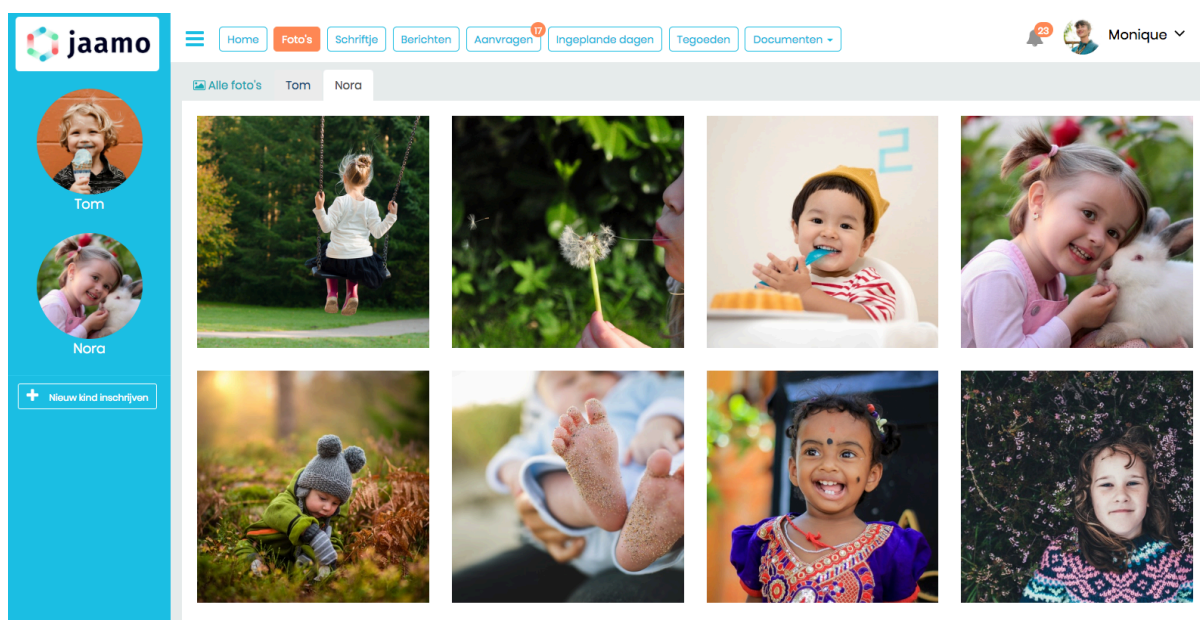 jaamo
Home
Foto's
Schriftje
Berichten
Aanvragen
17
Ingeplande dagen
Tegoeden
Documenten
23
Monique
Alle foto's
Tom
Nora
Tom
Nora
Nieuw kind inschrijven
2